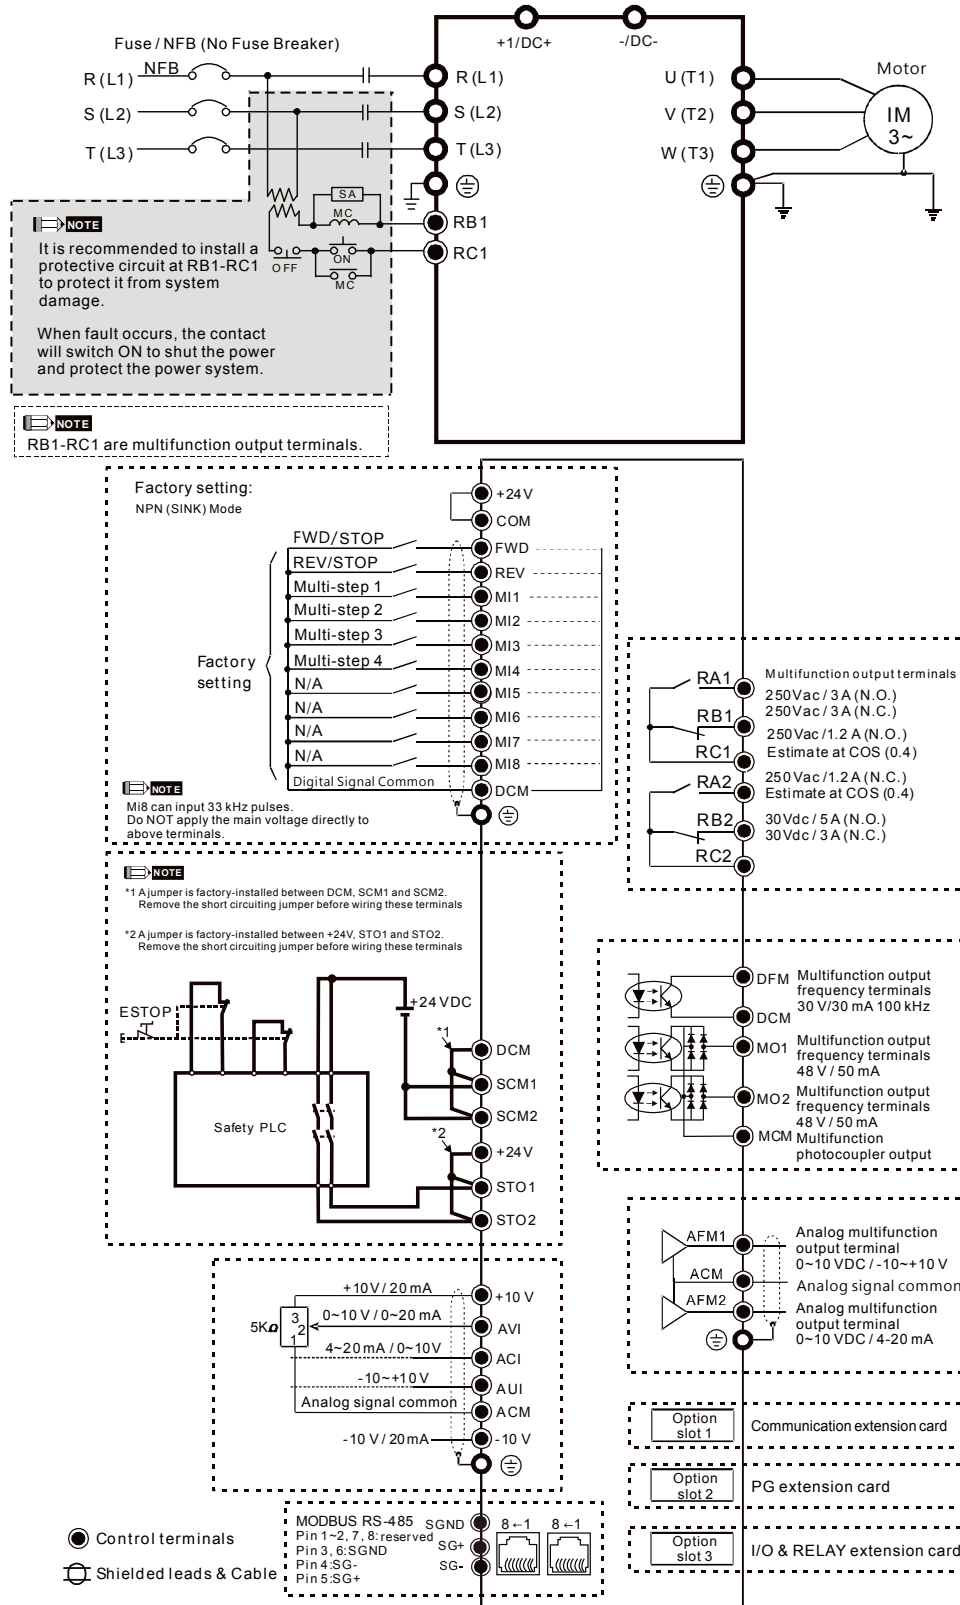 +1/DC+
-/DC-
Fuse / NFB (No Fuse Breaker)
R (L1)
NFB
R (L1)
U (T1)
Motor
S (L2)
S (L2)
V (T2)
IM
3~
T (L3)
T (L3)
W (T3)
SA
MC
RB1
ON
OFF
MC
RC1
NOTE
It is recommended to install a
protective circuit at RB1-RC1
to protect it from system
damage.
When fault occurs, the contact
will switch ON to shut the power
and protect the power system.
NOTE
RB1-RC1 are multifunction output terminals.
Factory setting:
NPN (SINK) Mode
+24V
COM
FWD/STOP
FWD
REV/STOP
REV
Multi-step 1
MI1
Multi-step 2
MI2
Multi-step 3
MI3
Multi-step 4
MI4
Factory
setting
N/A
MI5
N/A
MI6
N/A
MI7
N/A
MI8
Digital Signal Common
DCM
NOTE
Mi8 can input 33 kHz pulses.
Do NOT apply the main voltage directly to
above terminals.
RA1
Multifunction output terminals
250Vac / 3 A (N.O.)
250Vac / 3 A (N.C.)
RB1
250Vac /1.2 A (N.O.)
Estimate at COS (0.4)
RC1
250Vac /1.2 A (N.C.)
Estimate at COS (0.4)
RA2
RB2
30Vdc / 5 A (N.O.)
30Vdc / 3 A (N.C.)
RC2
NOTE
*1 A jumper is factory-installed between DCM, SCM1 and SCM2.
Remove the short circuiting jumper before wiring these terminals
*2 A jumper is factory-installed between +24V, STO1 and STO2.
Remove the short circuiting jumper before wiring these terminals
ESTOP
+24VDC
*1
DCM
SCM1
SCM2
Safety PLC
*2
+24V
STO1
STO2
DFM
Multifunction output
frequency terminals
30 V/30 mA 100 kHz
DCM
MO1
Multifunction output
frequency terminals
48 V / 50 mA
MO2
Multifunction output
frequency terminals
48 V / 50 mA
MCM
Multifunction
photocoupler output
AFM1
Analog multifunction
output terminal
0~10 VDC / -10~+10 V
ACM
Analog signal common
AFM2
Analog multifunction
output terminal
0~10 VDC / 4-20 mA
+10V / 20 mA
+10 V
5KΩ
3
2
1
0~10 V / 0~20 mA
AVI
4~20 mA / 0~10V
ACI
-10~+10 V
AUI
Analog signal common
ACM
-10 V / 20mA
-10 V
Option
slot 1
Communication extension card
Option
slot 2
PG extension card
Option
slot 3
I/O & RELAY extension card
MODBUS RS-485
Pin 1~2, 7, 8: reserved
Pin 3, 6:SGND
Pin 4:SG-
Pin 5:SG+
SGND
SG+
SG-
8←1
8←1
Control terminals
Shielded leads & Cable